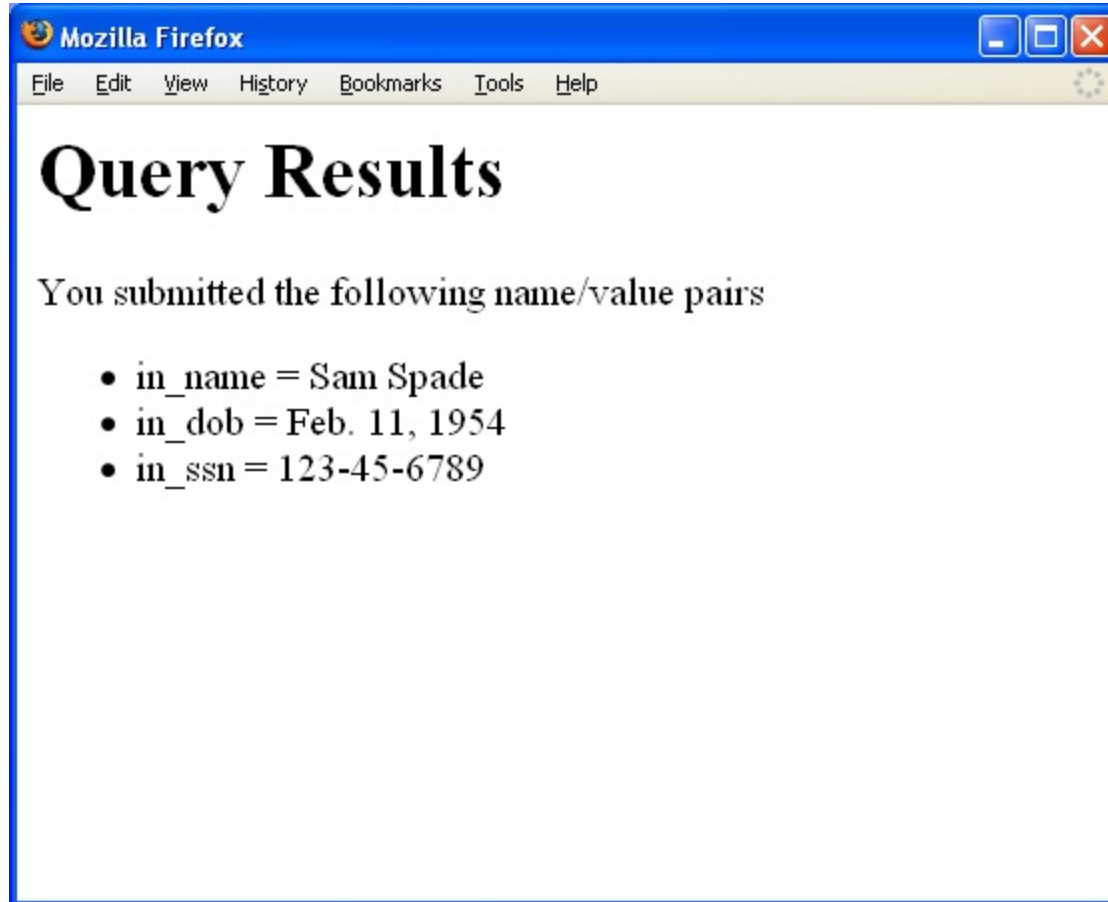 Mozilla Firefox
File Edit View History Bookmarks Tools Help
Query Results
You submitted the following name/value pairs
• in_name = Sam Spade
• in_dob = Feb. 11, 1954
• in_ssn = 123-45-6789